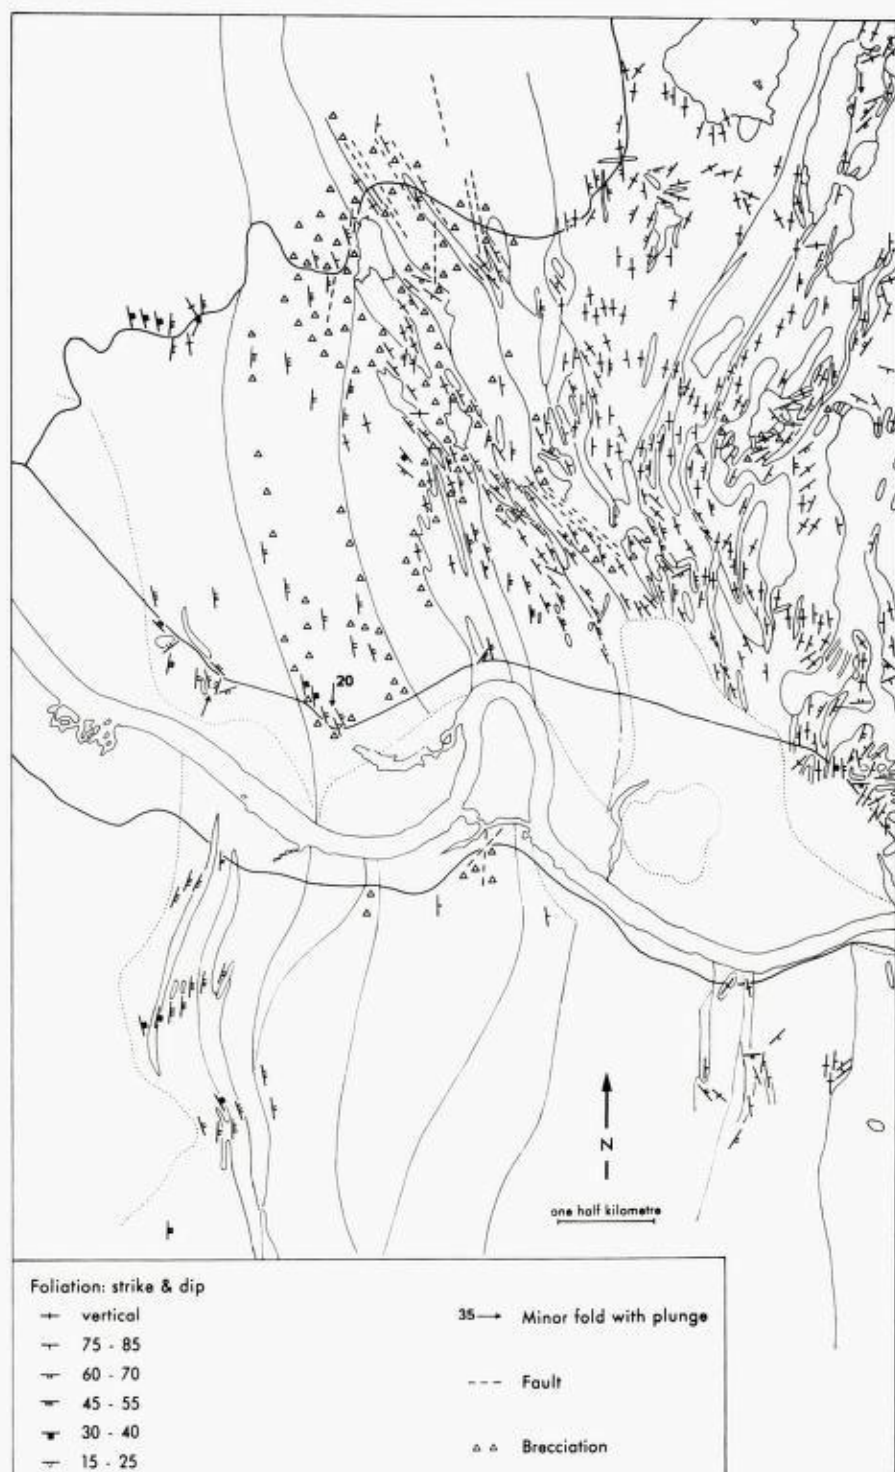 20
N
one half kilometre
Foliation: strike & dip
vertical
75 - 85
60 - 70
45 - 55
30 - 40
15 - 25
35 Minor fold with plunge
Fault
Brecciation